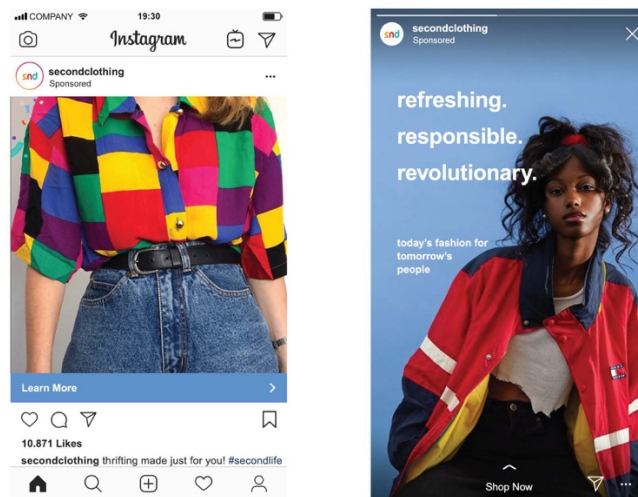 COMPANY 19:30
Instagram
snd secondclothing
Sponsored
Learn More
10.871 Likes
secondclothing thrifting made just for you! #secondlife
snd secondclothing
Sponsored
refreshing.
responsible.
revolutionary.
today's fashion for
tomorrow's
people
Shop Now